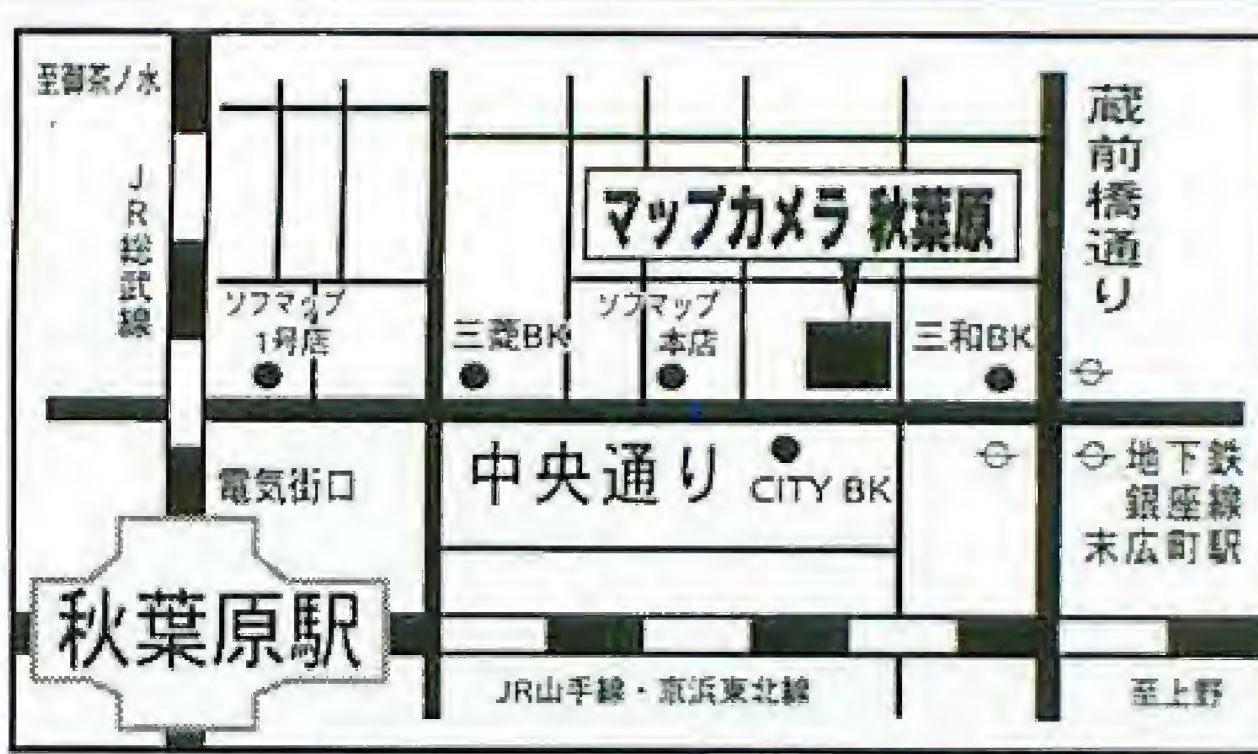 至御茶ノ水
JR総武線
蔵前橋通り
マップカメラ 秋葉原
ソフマップ
1号店
三菱BK
ソフマップ
本店
三和BK
電気街口
中央通り
CITY BK
地下鉄
銀座線
末広町駅
秋葉原駅
JR山手線・京浜東北線
至上野